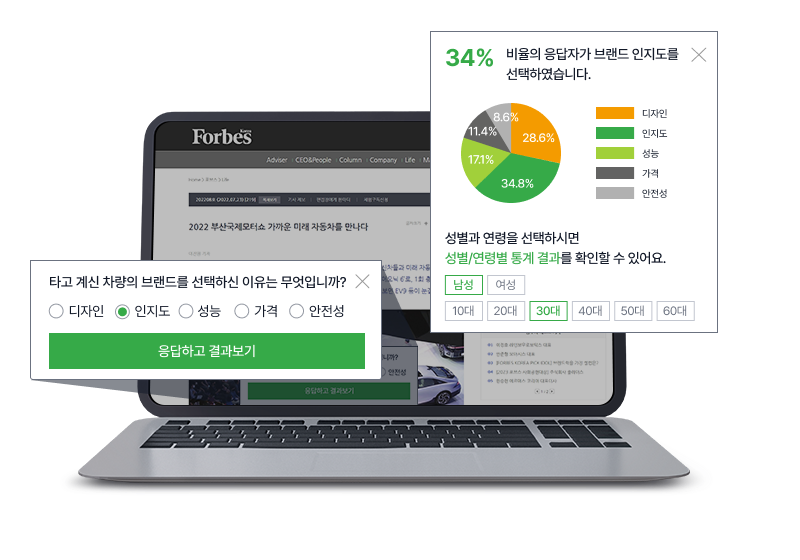 34%
비율의 응답자가 브랜드 인지도를
선택하였습니다.
28.6%
34.8%
17.1%
11.4%
8.6%
디자인
인지도
성능
가격
안전성
성별과 연령을 선택하시면
성별/연령별 통계 결과를 확인할 수 있어요.
남성 여성
10대 20대 30대 40대 50대 60대
Forbes
Adviser CEO&People Column Company Life
2022 부산국제모터쇼 가까운 미래 자동차를 만나다
타고 계신 차량의 브랜드를 선택하신 이유는 무엇입니까?
디자인 인지도 성능 가격 안전성
응답하고 결과보기
안전성
응답하고 결과보기